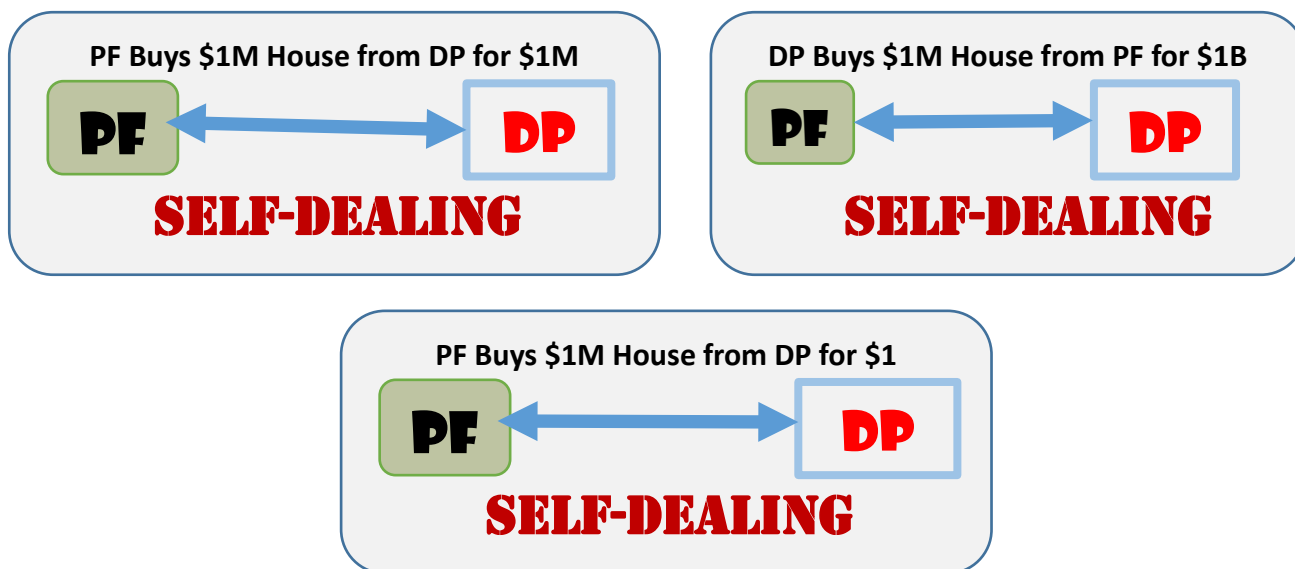 PF Buys $1M House from DP for $1M
PF DP
SELF-DEALING
DP Buys $1M House from PF for $1B
PF DP
SELF-DEALING
PF Buys $1M House from DP for $1
PF DP
SELF-DEALING